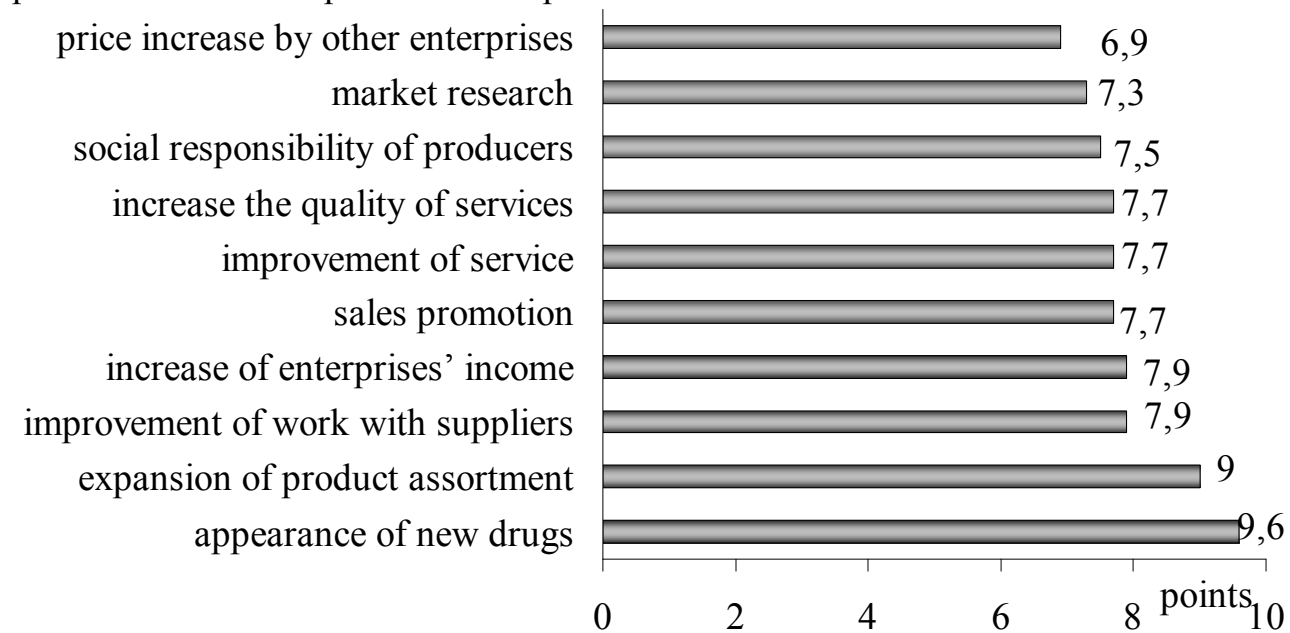 price increase by other enterprises 6,9
market research 7,3
social responsibility of producers 7,5
increase the quality of services 7,7
improvement of service 7,7
sales promotion 7,7
increase of enterprises’ income 7,9
improvement of work with suppliers 7,9
expansion of product assortment 9
appearance of new drugs 9,6
points
0 2 4 6 8 10